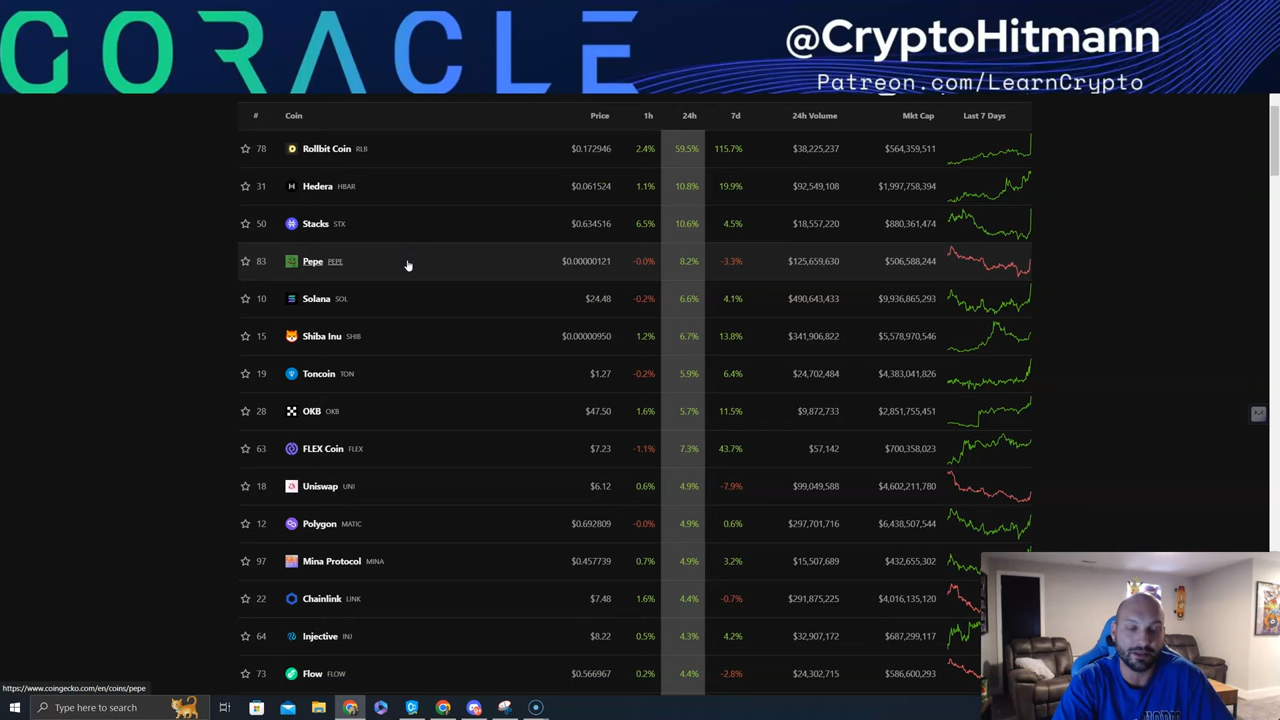 GORACLE
@CryptoHitmann
Patreon.com/LearnCrypto
# Coin Price 1h 24h 7d 24h Volume Mkt Cap Last 7 Days
78 Rollbit Coin RLB $0.172946 2.4% 59.5% 115.7% $38,225,237 $564,359,511
31 Hedera HBAR $0.061524 1.1% 10.8% 19.9% $92,549,108 $1,997,758,394
50 Stacks STX $0.634516 6.5% 10.6% 4.5% $18,557,220 $880,361,474
83 Pepe PEPE $0.00000121 -0.0% 8.2% -3.3% $125,659,630 $506,588,244
10 Solana SOL $24.48 -0.2% 6.6% 4.1% $490,643,433 $9,936,865,293
15 Shiba Inu SHIB $0.00000950 1.2% 6.7% 13.8% $341,906,822 $5,578,970,546
19 Toncoin TON $1.27 -0.2% 5.9% 6.4% $24,702,484 $4,383,041,826
28 OKB OKB $47.50 1.6% 5.7% 11.5% $9,872,733 $2,851,755,451
63 FLEX Coin FLEX $7.23 -1.1% 7.3% 43.7% $57,142 $700,358,023
18 Uniswap UNI $6.12 0.6% 4.9% -7.9% $99,049,588 $4,602,211,780
12 Polygon MATIC $0.692809 -0.0% 4.9% 0.6% $297,701,716 $6,438,507,544
97 Mina Protocol MINA $0.457739 0.7% 4.9% 3.2% $15,507,689 $432,655,302
22 Chainlink LINK $7.48 1.6% 4.4% -0.7% $291,875,225 $4,016,135,120
64 Injective INJ $8.22 0.5% 4.3% 4.2% $32,907,172 $687,299,117
73 Flow FLOW $0.566967 0.2% 4.4% -2.8% $24,302,715 $586,600,293
https://www.coingecko.com/en/coins/pepe
Type here to search